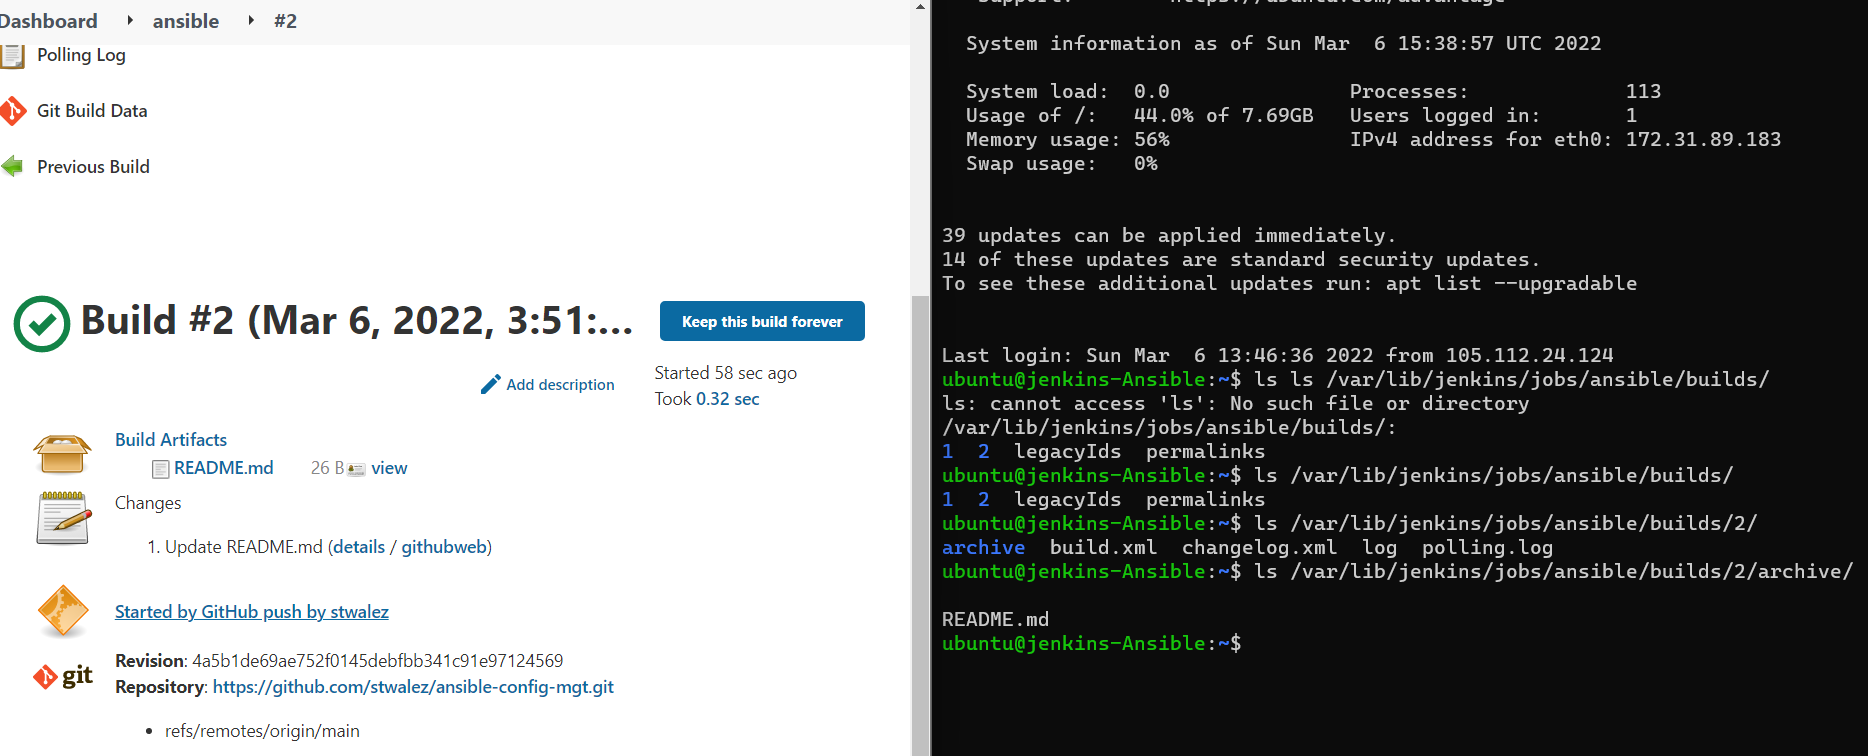 Dashboard ansible #2
Polling Log
Git Build Data
Previous Build
Build #2 (Mar 6, 2022, 3:51:...
Keep this build forever
Add description
Started 58 sec ago
Took 0.32 sec
Build Artifacts
README.md 26 B view
Changes
1. Update README.md (details / githubweb)
Started by GitHub push by stwalez
git
Revision: 4a5b1de69ae752f0145debfbb341c91e97124569
Repository: https://github.com/stwalez/ansible-config-mgt.git
refs/remotes/origin/main
Support: https://ubuntu.com/advantage
System information as of Sun Mar  6 15:38:57 UTC 2022
System load:  0.0 Processes: 113
Usage of /:   44.0% of 7.69GB Users logged in: 1
Memory usage: 56% IPv4 address for eth0: 172.31.89.183
Swap usage:   0%
39 updates can be applied immediately.
14 of these updates are standard security updates.
To see these additional updates run: apt list --upgradable
Last login: Sun Mar  6 13:46:36 2022 from 105.112.24.124
ubuntu@jenkins-Ansible:~$ ls ls /var/lib/jenkins/jobs/ansible/builds/
ls: cannot access 'ls': No such file or directory
/var/lib/jenkins/jobs/ansible/builds/:
1  2  legacyIds  permalinks
ubuntu@jenkins-Ansible:~$ ls /var/lib/jenkins/jobs/ansible/builds/
1  2  legacyIds  permalinks
ubuntu@jenkins-Ansible:~$ ls /var/lib/jenkins/jobs/ansible/builds/2/
archive  build.xml  changelog.xml  log  polling.log
ubuntu@jenkins-Ansible:~$ ls /var/lib/jenkins/jobs/ansible/builds/2/archive/
README.md
ubuntu@jenkins-Ansible:~$